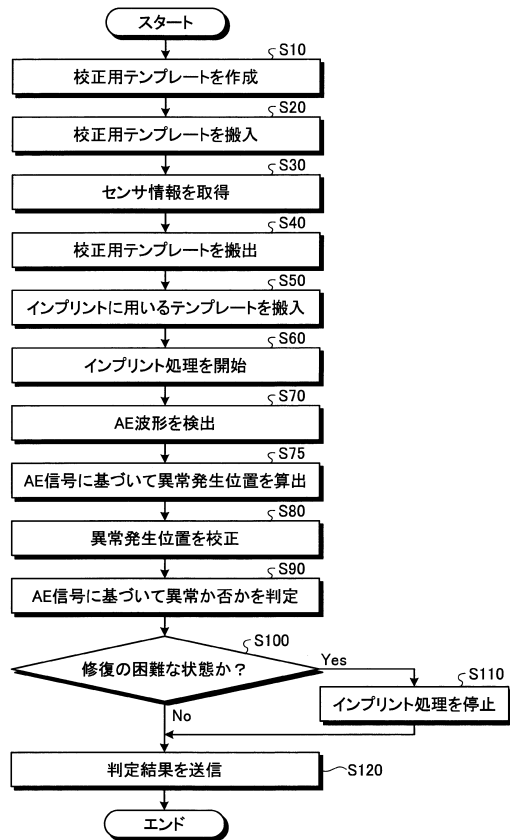 スタート
S10
校正用テンプレートを作成
S20
校正用テンプレートを搬入
S30
センサ情報を取得
S40
校正用テンプレートを搬出
S50
インプリントに用いるテンプレートを搬入
S60
インプリント処理を開始
S70
AE波形を検出
S75
AE信号に基づいて異常発生位置を算出
S80
異常発生位置を校正
S90
AE信号に基づいて異常か否かを判定
S100
修復の困難な状態か？
Yes
S110
インプリント処理を停止
No
判定結果を送信
S120
エンド